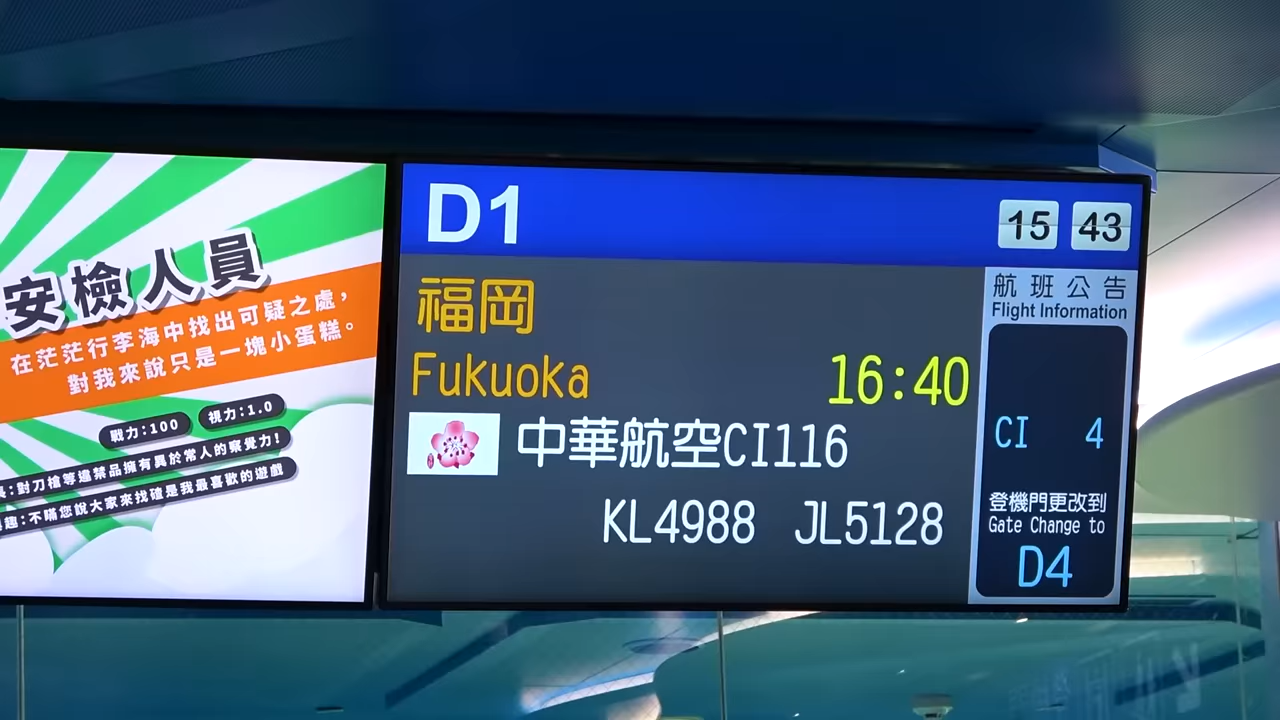 安檢人員
在茫茫行李海中找出可疑之處，
對我來說只是一塊小蛋糕。
戰力:100 視力:1.0
:對刀槍等違禁品擁有異於常人的察覺力!
趣:不瞞您說大家來找碴是我最喜歡的遊戲
D1
15 43
福岡
Fukuoka
16:40
中華航空CI116
KL4988 JL5128
航班公告
Flight Information
CI 4
登機門更改到
Gate Change to
D4